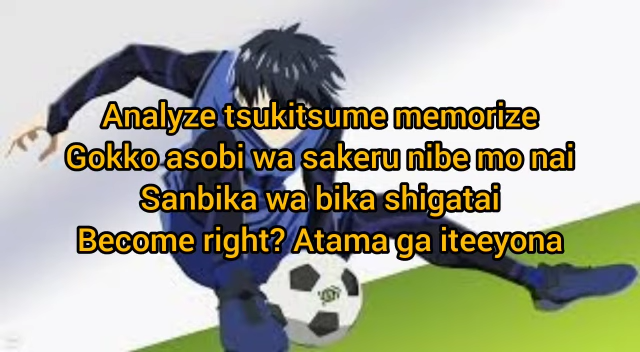 Analyze tsukitsume memorize
Gokko asobi wa sakeru nibe mo nai
Sanbika wa bika shigatai
Become right? Atama ga iteeyona